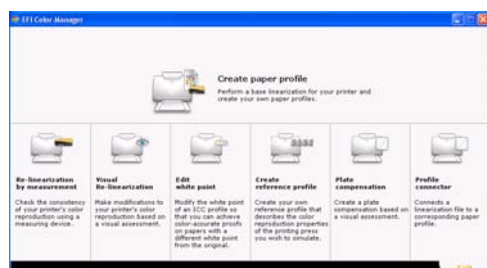 EFI Color Manager
Create paper profile
Perform a base linearization for your printer and
create your own paper profiles.
Re-linearization
by measurement
Check the consistency
of your printer's color
reproduction using a
measuring device.
Visual
Re-linearization
Make modifications to
your printer's color
reproduction based on
a visual assessment.
Edit
white point
Modify the white point
of an ICC profile so
that you can achieve
color-accurate proofs
on papers with a
different white point
from the original.
Create
reference profile
Create your own
reference profile that
describes the color
reproduction properties
of the printing press
you wish to simulate.
Plate
compensation
Create a plate
compensation based on
a visual assessment.
Profile
connector
Connects a
linearization file to a
corresponding paper
profile.